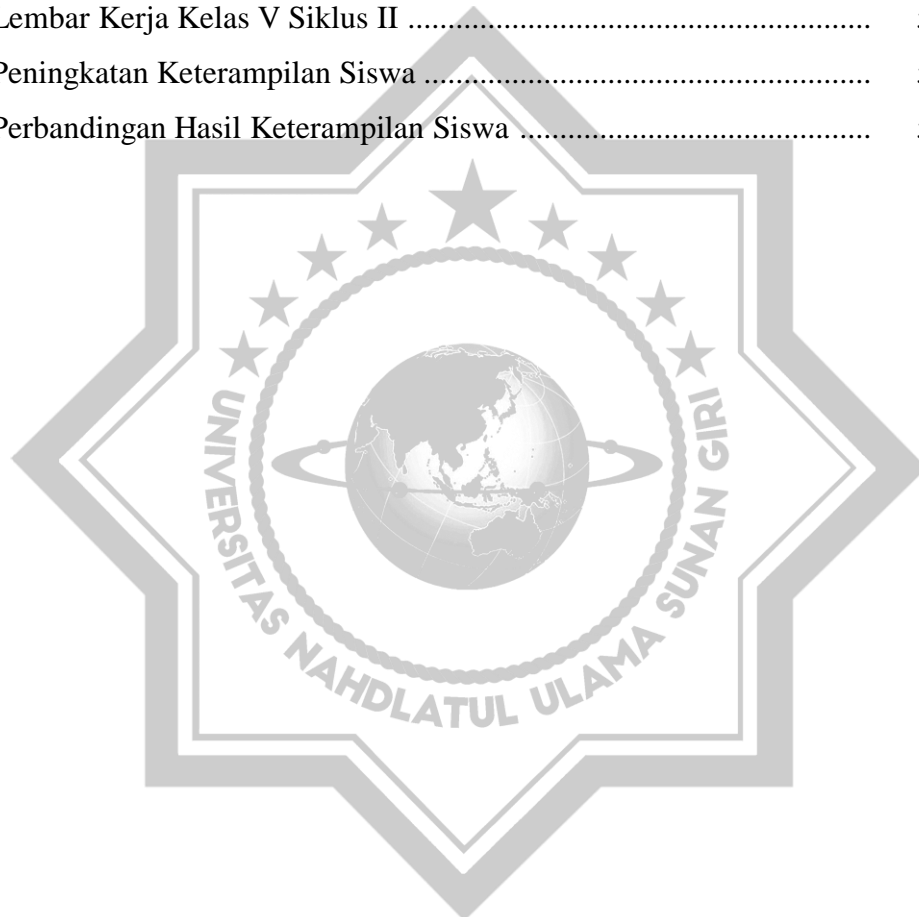 Lembar Kerja Kelas V Siklus II ..........................................................
Peningkatan Keterampilan Siswa ........................................................
Perbandingan Hasil Keterampilan Siswa ............................................
UNIVERSITAS NAHDLATUL ULAMA SUNAN GIRI